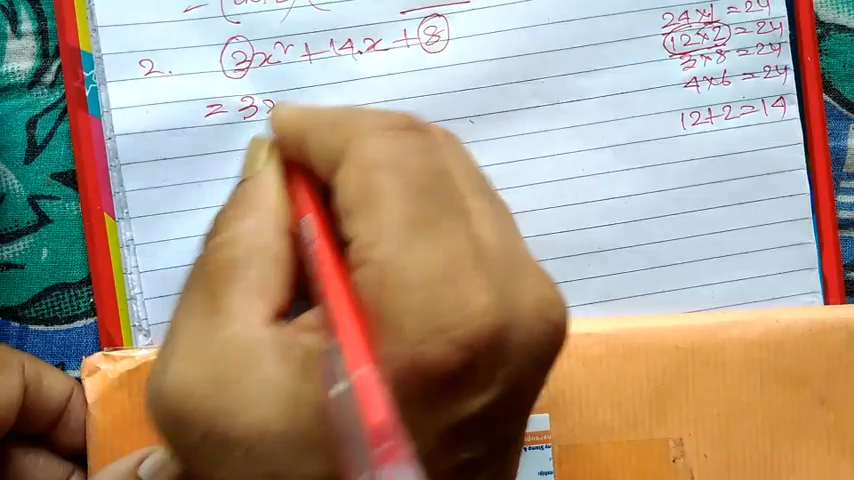 2. 3x² + 14.x + 8
= 3x
24×1 = 24
12×2 = 24
3×8 = 24
4×6 = 24
12+2 = 14